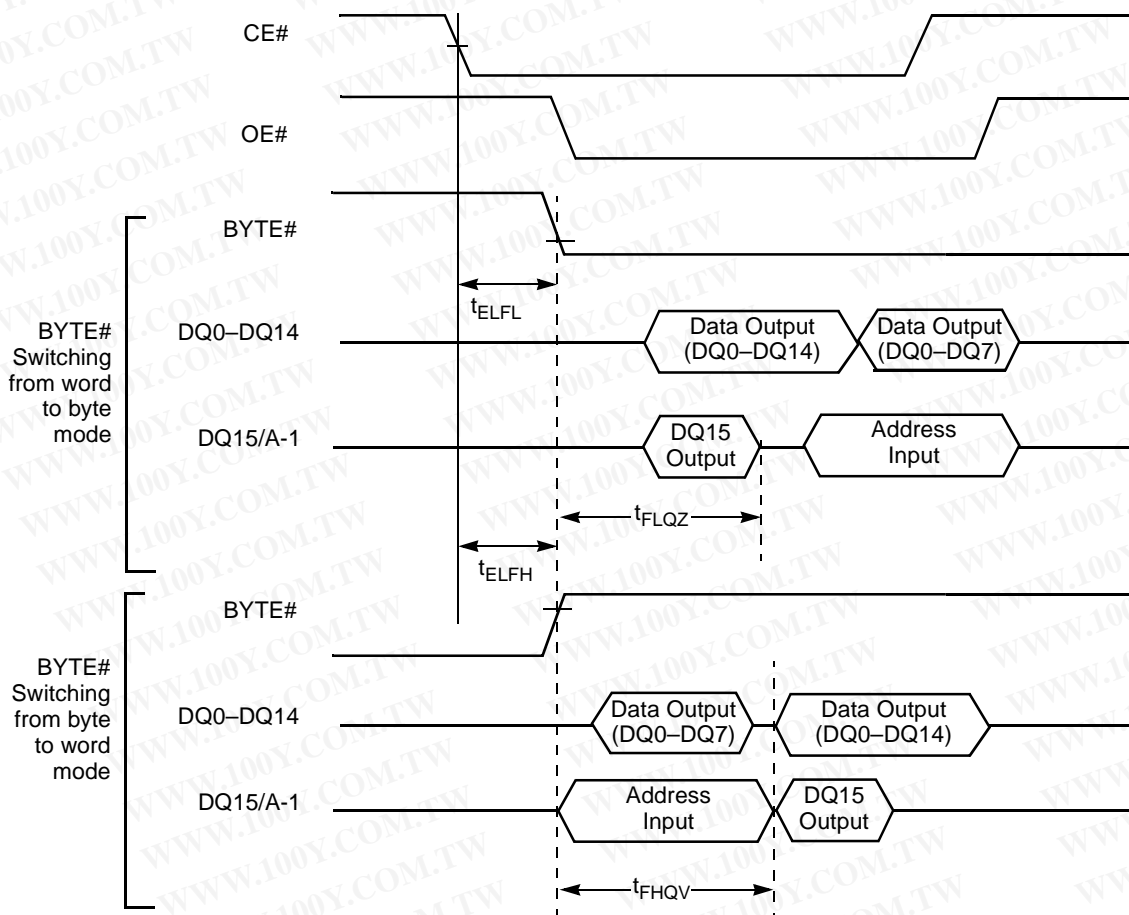 CE#
OE#
BYTE#
tELFL
BYTE#
Switching
from word
to byte
mode
DQ0–DQ14
Data Output
(DQ0–DQ14)
Data Output
(DQ0–DQ7)
DQ15/A-1
DQ15
Output
Address
Input
tFLQZ
tELFH
BYTE#
BYTE#
Switching
from byte
to word
mode
DQ0–DQ14
Data Output
(DQ0–DQ7)
Data Output
(DQ0–DQ14)
DQ15/A-1
Address
Input
DQ15
Output
tFHQV
WWW.100Y.COM.TW